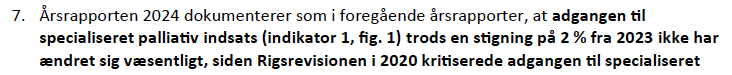 7. Årsrapporten 2024 dokumenterer som i foregående årsrapporter, at adgangen til
specialiseret palliativ indsats (indikator 1, fig. 1) trods en stigning på 2 % fra 2023 ikke har
ændret sig væsentligt, siden Rigsrevisionen i 2020 kritiserede adgangen til specialiseret